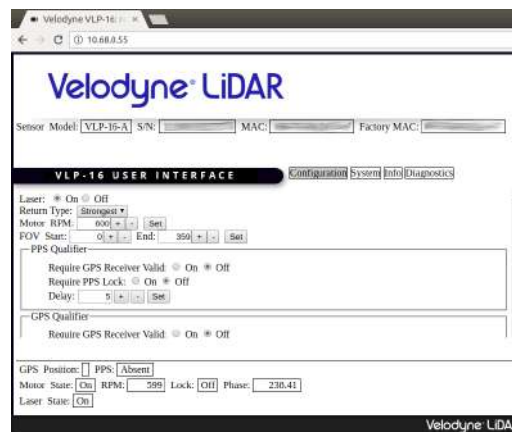 Velodyne VLP-16
10.68.0.55
Velodyne LiDAR
Sensor Model: VLP-16-A S/N: MAC: Factory MAC:
VLP-16 USER INTERFACE Configuration System Info Diagnostics
Laser: On Off
Return Type: Strongest
Motor RPM: 600 + - Set
FOV Start: 0 + - End: 359 + - Set
PPS Qualifier
Require GPS Receiver Valid: On Off
Require PPS Lock: On Off
Delay: 5 + - Set
GPS Qualifier
Require GPS Receiver Valid: On Off
GPS Position: PPS: Absent
Motor State: On RPM: 599 Lock: Off Phase: 238.41
Laser State: On
Velodyne LiDA